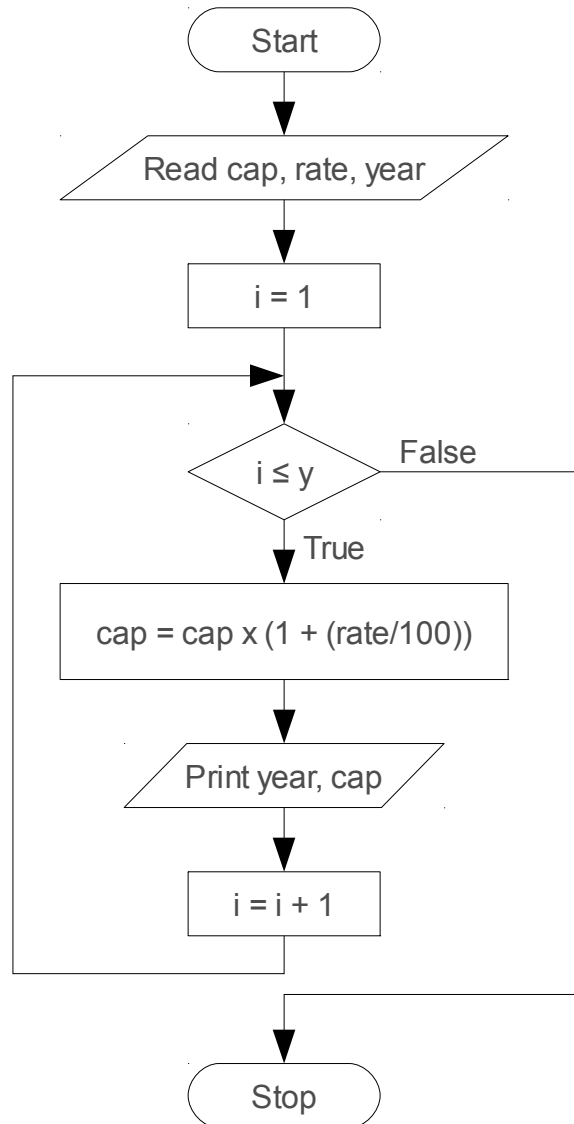 Start
Read cap, rate, year
i = 1
i ≤ y
False
True
cap = cap x (1 + (rate/100))
Print year, cap
i = i + 1
Stop